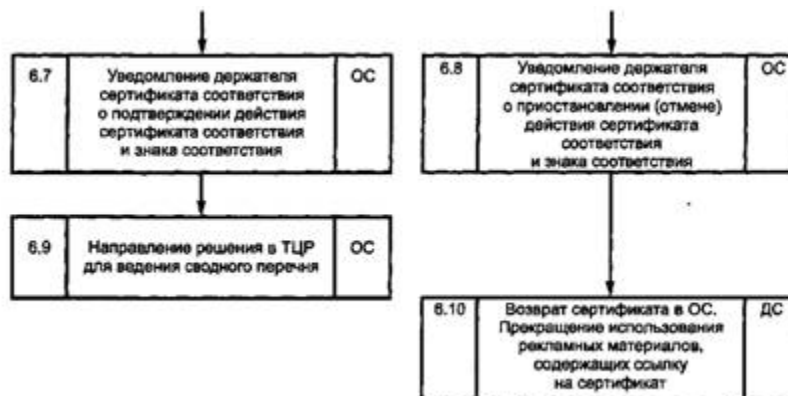 6.7
Уведомление держателя
сертификата соответствия
о подтверждении действия
сертификата соответствия
и знака соответствия
ОС
6.8
Уведомление держателя
сертификата соответствия
о приостановлении (отмене)
действия сертификата
соответствия
и знака соответствия
ОС
6.9
Направление решения в ТЦР
для ведения сводного перечня
ОС
6.10
Возврат сертификата в ОС.
Прекращение использования
рекламных материалов,
содержащих ссылку
на сертификат
ДС